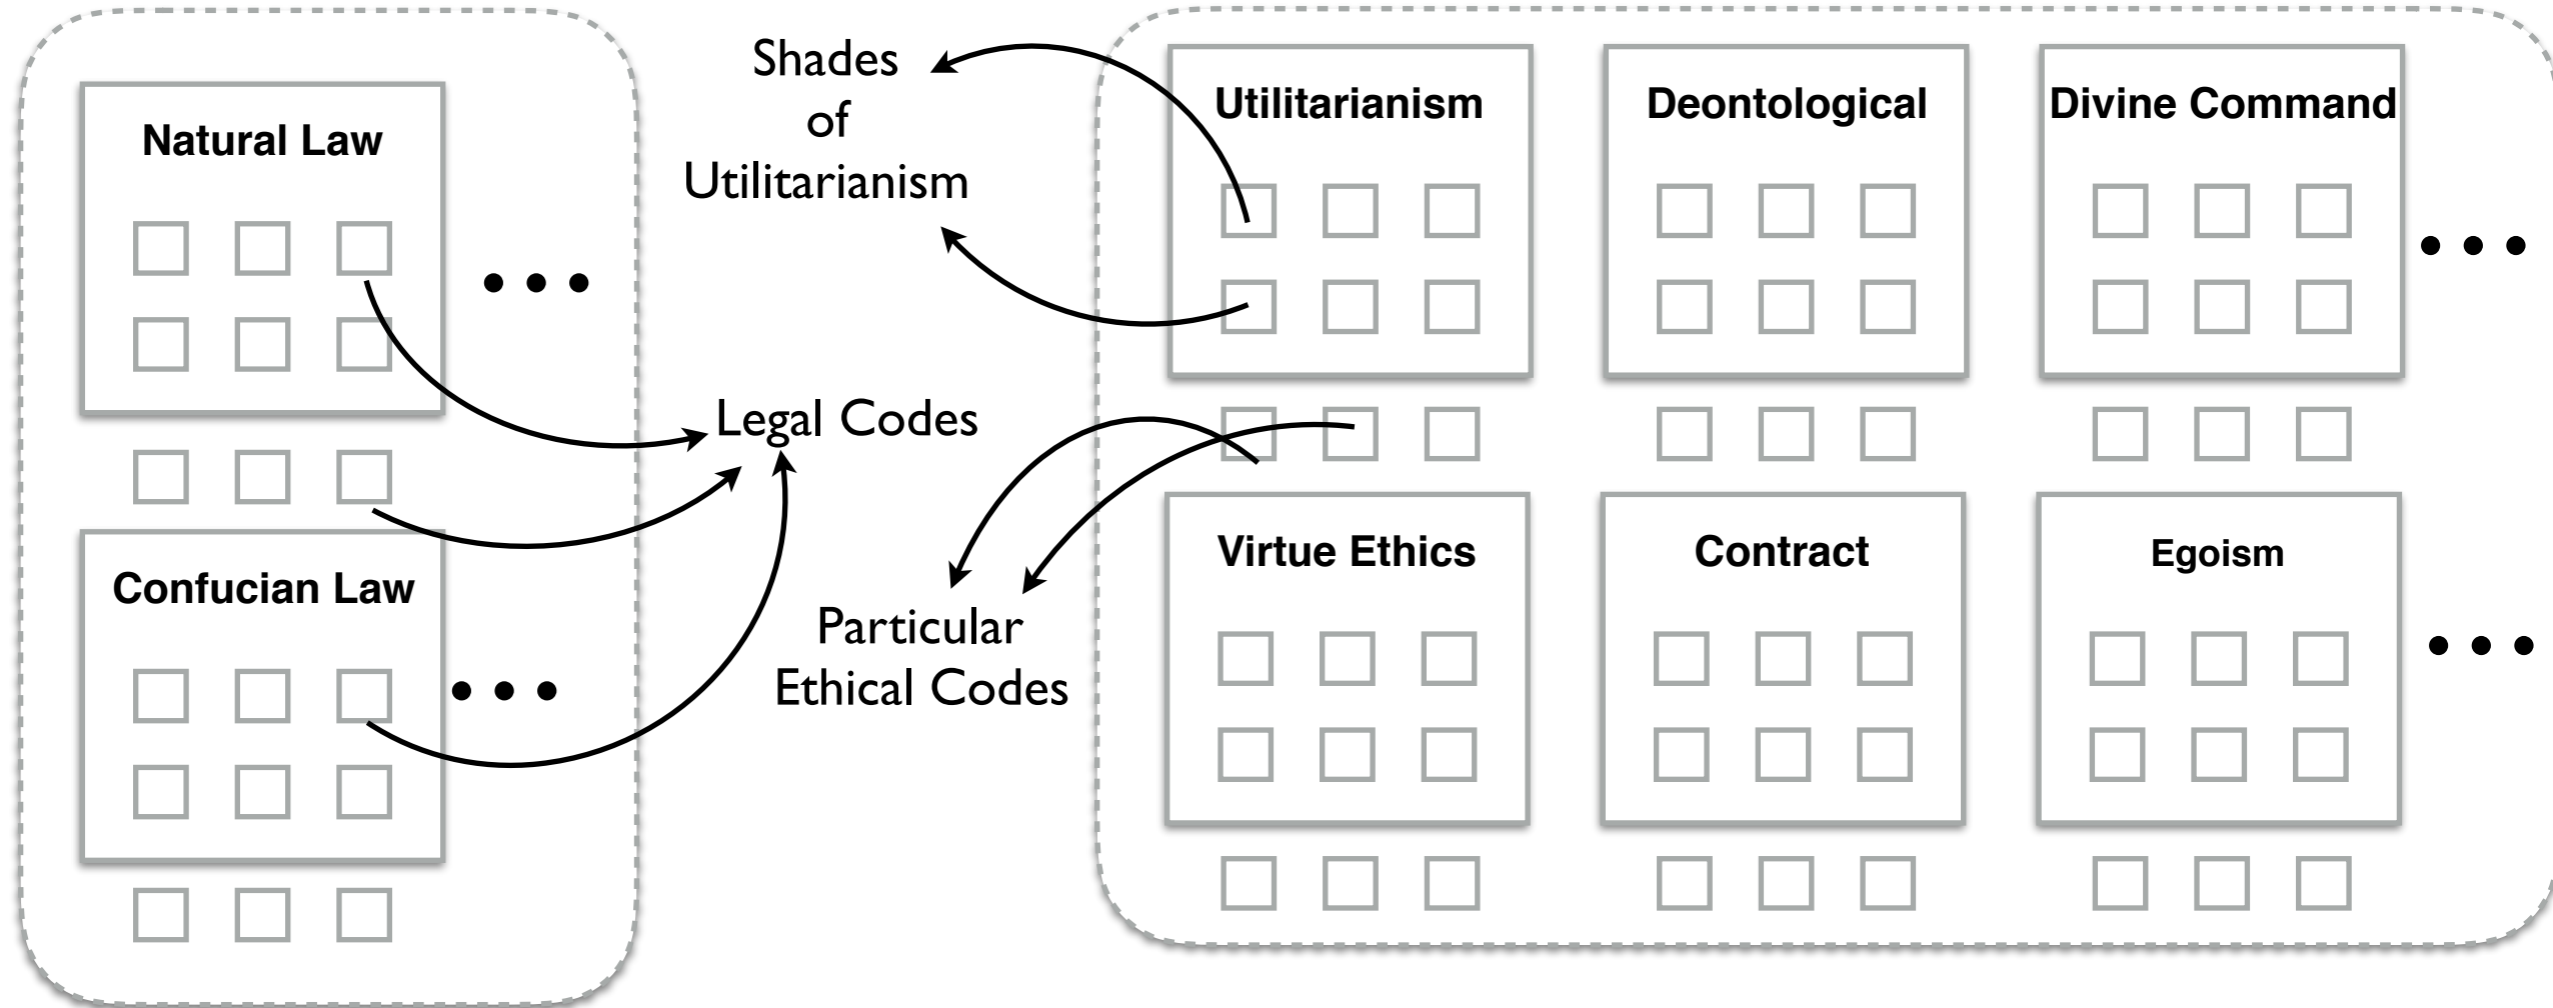 Natural Law
Confucian Law
Shades
of
Utilitarianism
Legal Codes
Particular
Ethical Codes
Utilitarianism
Deontological
Divine Command
Virtue Ethics
Contract
Egoism